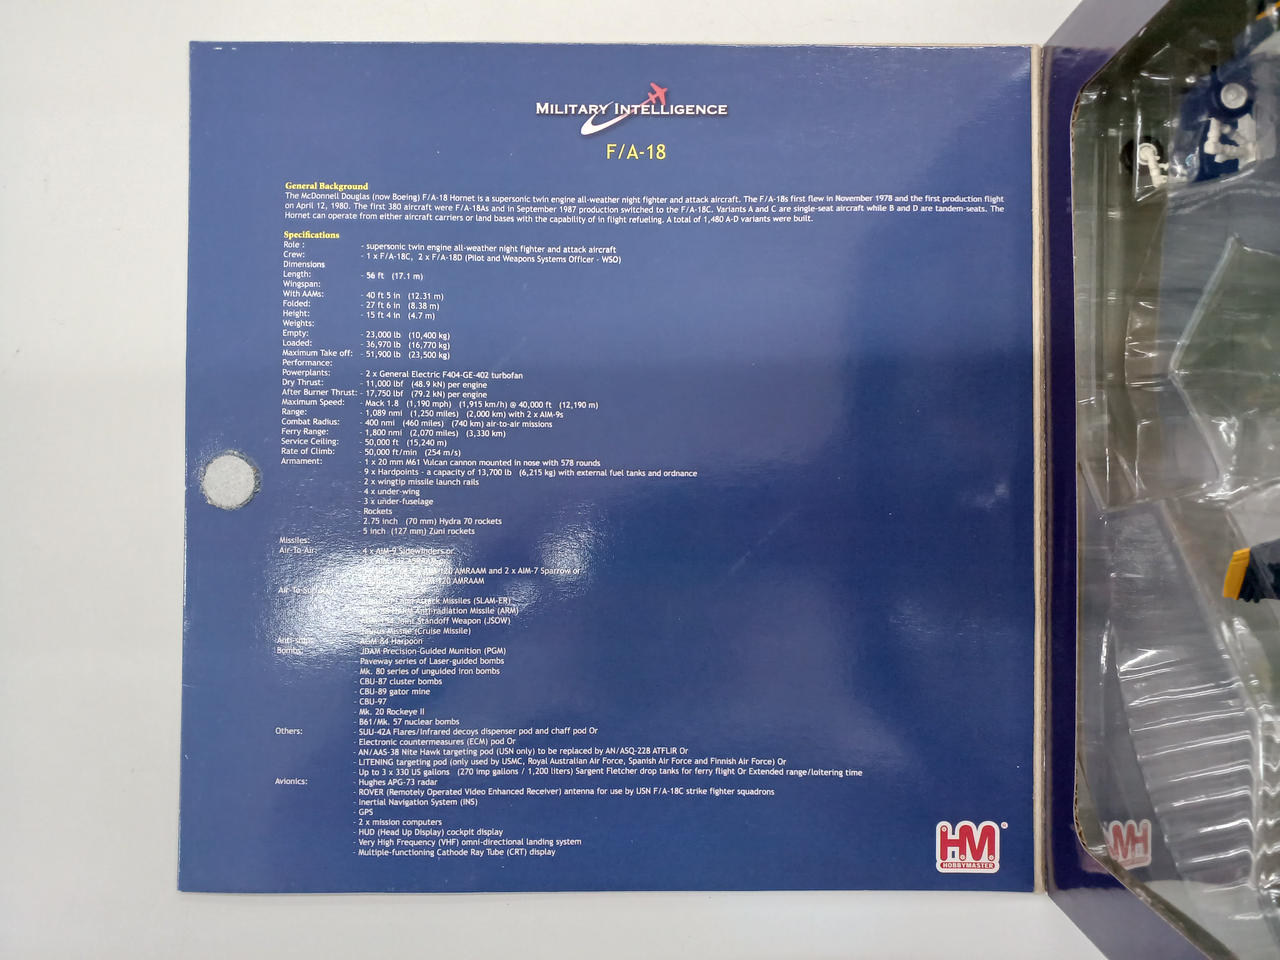 MILITARY INTELLIGENCE
F/A-18
General Background
The McDonnell Douglas (now Boeing) F/A-18 Hornet is a supersonic twin engine all-weather night fighter and attack aircraft. The F/A-18s first flew in November 1978 and the first production flight
on April 12, 1980. The first 380 aircraft were F/A-18As and in September 1987 production switched to the F/A-18C. Variants A and C are single-seat aircraft while B and D are tandem-seats. The
Hornet can operate from either aircraft carriers or land bases with the capability of in flight refueling. A total of 1,480 A-D variants were built.
Specifications
Role : - supersonic twin engine all-weather night fighter and attack aircraft
Crew: - 1 x F/A-18C, 2 x F/A-18D (Pilot and Weapons Systems Officer - WSO)
Dimensions
Length: - 56 ft (17.1 m)
Wingspan:
With AAMs: - 40 ft 5 in (12.31 m)
Folded: - 27 ft 6 in (8.38 m)
Height: - 15 ft 4 in (4.7 m)
Weights:
Empty: - 23,000 lb (10,400 kg)
Loaded: - 36,970 lb (16,770 kg)
Maximum Take off: - 51,900 lb (23,500 kg)
Performance:
Powerplants: - 2 x General Electric F404-GE-402 turbofan
Dry Thrust: - 11,000 lbf (48.9 kN) per engine
After Burner Thrust: - 17,750 lbf (79.2 kN) per engine
Maximum Speed: - Mack 1.8 (1,190 mph) (1,915 km/h) @ 40,000 ft (12,190 m)
Range: - 1,089 nmi (1,250 miles) (2,000 km) with 2 x AIM-9s
Combat Radius: - 400 nmi (460 miles) (740 km) air-to-air missions
Ferry Range: - 1,800 nmi (2,070 miles) (3,330 km)
Service Ceiling: - 50,000 ft (15,240 m)
Rate of Climb: - 50,000 ft/min (254 m/s)
Armament: - 1 x 20 mm M61 Vulcan cannon mounted in nose with 578 rounds
- 9 x Hardpoints - a capacity of 13,700 lb (6,215 kg) with external fuel tanks and ordnance
- 2 x wingtip missile launch rails
- 4 x under-wing
- 3 x under-fuselage
Rockets
2.75 inch (70 mm) Hydra 70 rockets
5 inch (127 mm) Zuni rockets
Missiles:
Air-To-Air: - 4 x AIM-9 Sidewinders or
AMRAAM and 2 x AIM-7 Sparrow or
AMRAAM
Air-To-Surface:
Attack Missiles (SLAM-ER)
Anti-radiation Missile (ARM)
Joint Standoff Weapon (JSOW)
Missile (Cruise Missile)
Anti-ship: - AGM 84 Harpoon
Bombs: - JDAM Precision-Guided Munition (PGM)
- Paveway series of Laser-guided bombs
- Mk. 80 series of unguided iron bombs
- CBU-87 cluster bombs
- CBU-89 gator mine
- CBU-97
- Mk. 20 Rockeye II
- B61/Mk. 57 nuclear bombs
Others: - SUU-42A Flares/Infrared decoys dispenser pod and chaff pod Or
- Electronic countermeasures (ECM) pod Or
- AN/AAS-38 Nite Hawk targeting pod (USN only) to be replaced by AN/ASQ-228 ATFLIR Or
- LITENING targeting pod (only used by USMC, Royal Australian Air Force, Spanish Air Force and Finnish Air Force) Or
- Up to 3 x 330 US gallons (270 imp gallons / 1,200 liters) Sargent Fletcher drop tanks for ferry flight Or Extended range/loitering time
Avionics: - Hughes APG-73 radar
- ROVER (Remotely Operated Video Enhanced Receiver) antenna for use by USN F/A-18C strike fighter squadrons
- Inertial Navigation System (INS)
- GPS
- 2 x mission computers
- HUD (Head Up Display) cockpit display
- Very High Frequency (VHF) omni-directional landing system
- Multiple-functioning Cathode Ray Tube (CRT) display
HM ®
HOBBYMASTER